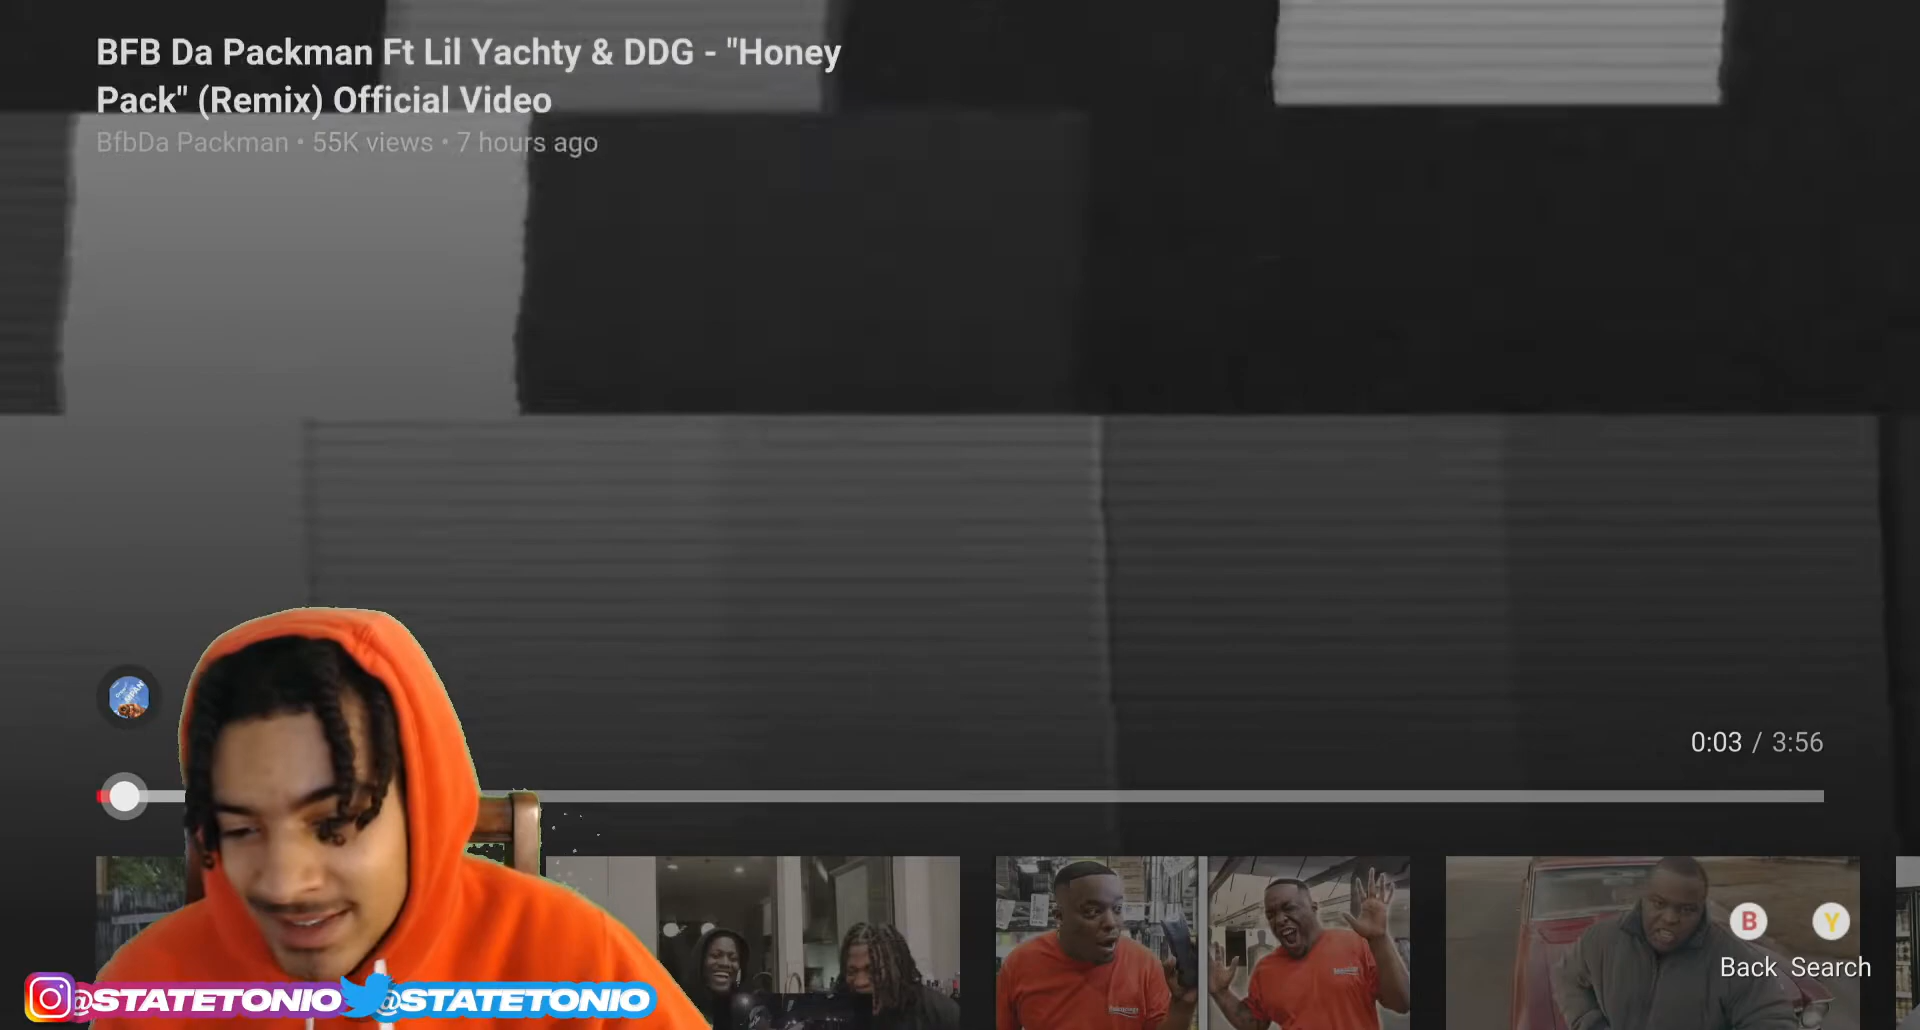 BFB Da Packman Ft Lil Yachty & DDG - "Honey
Pack" (Remix) Official Video
BfbDa Packman • 55K views • 7 hours ago
0:03 / 3:56
B Y
Back Search
@STATETONIO @STATETONIO